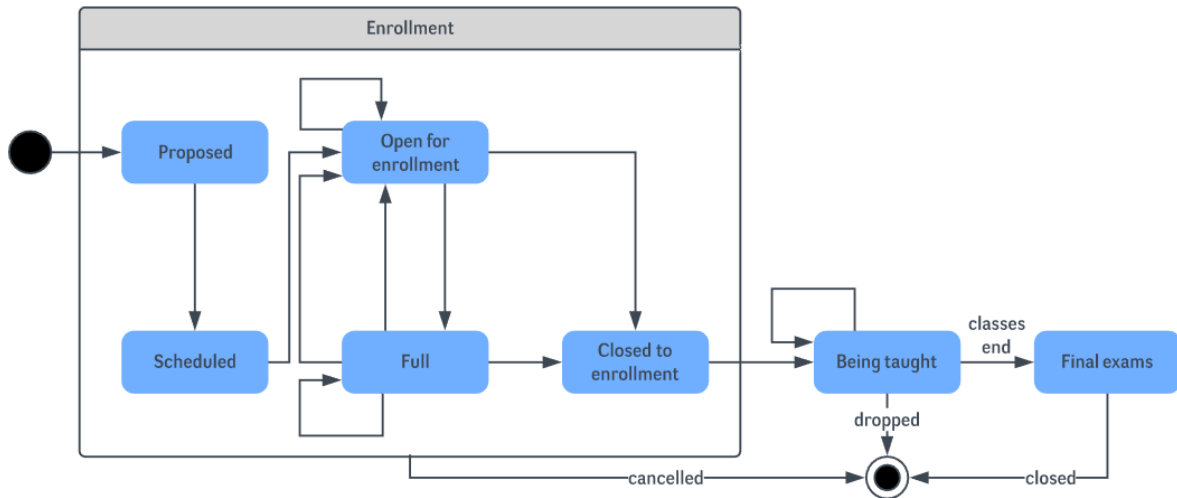 Enrollment
Proposed
Open for
enrollment
Scheduled
Full
Closed to
enrollment
Being taught
classes
end
Final exams
dropped
cancelled
closed